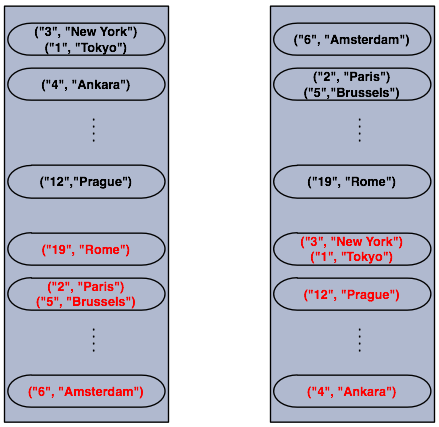 ("3", "New York")
("1", "Tokyo")
("4", "Ankara")
("12","Prague")
("19", "Rome")
("2", "Paris")
("5", "Brussels")
("6", "Amsterdam")
("6", "Amsterdam")
("2", "Paris")
("5","Brussels")
("19", "Rome")
("3", "New York")
("1", "Tokyo")
("12", "Prague")
("4", "Ankara")